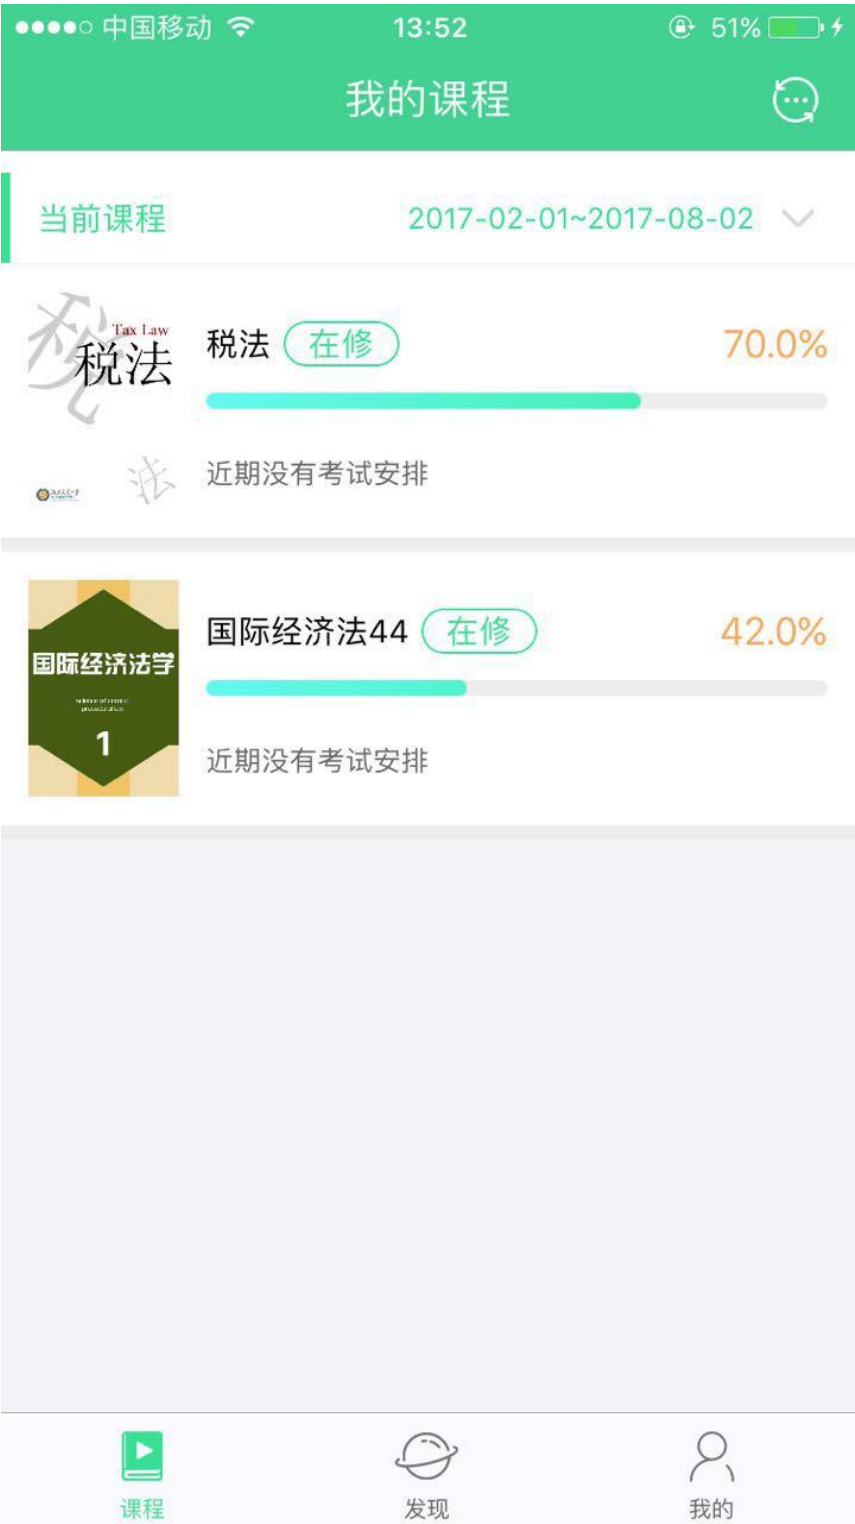 中国移动 13:52 51%
我的课程
当前课程 2017-02-01~2017-08-02
Tax Law
税法
税法 在修 70.0%
法
近期没有考试安排
国际经济法44 在修 42.0%
国际经济法学
1
近期没有考试安排
课程 发现 我的